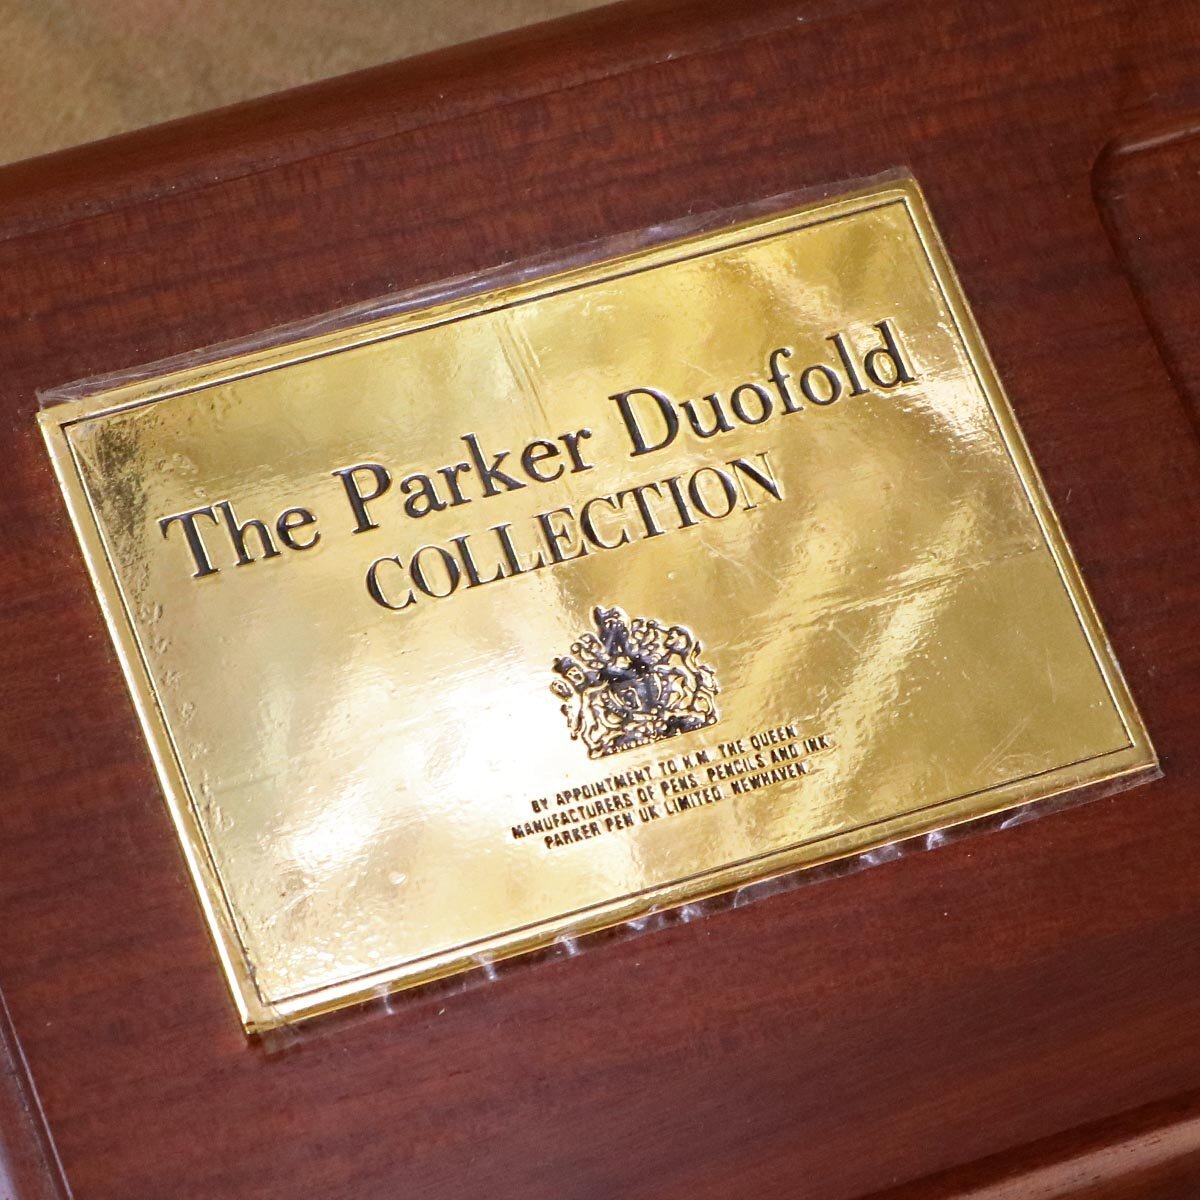 The Parker Duofold
COLLECTION
BY APPOINTMENT TO H.M. THE QUEEN
MANUFACTURERS OF PENS, PENCILS AND INK
PARKER PEN UK LIMITED, NEWHAVEN.